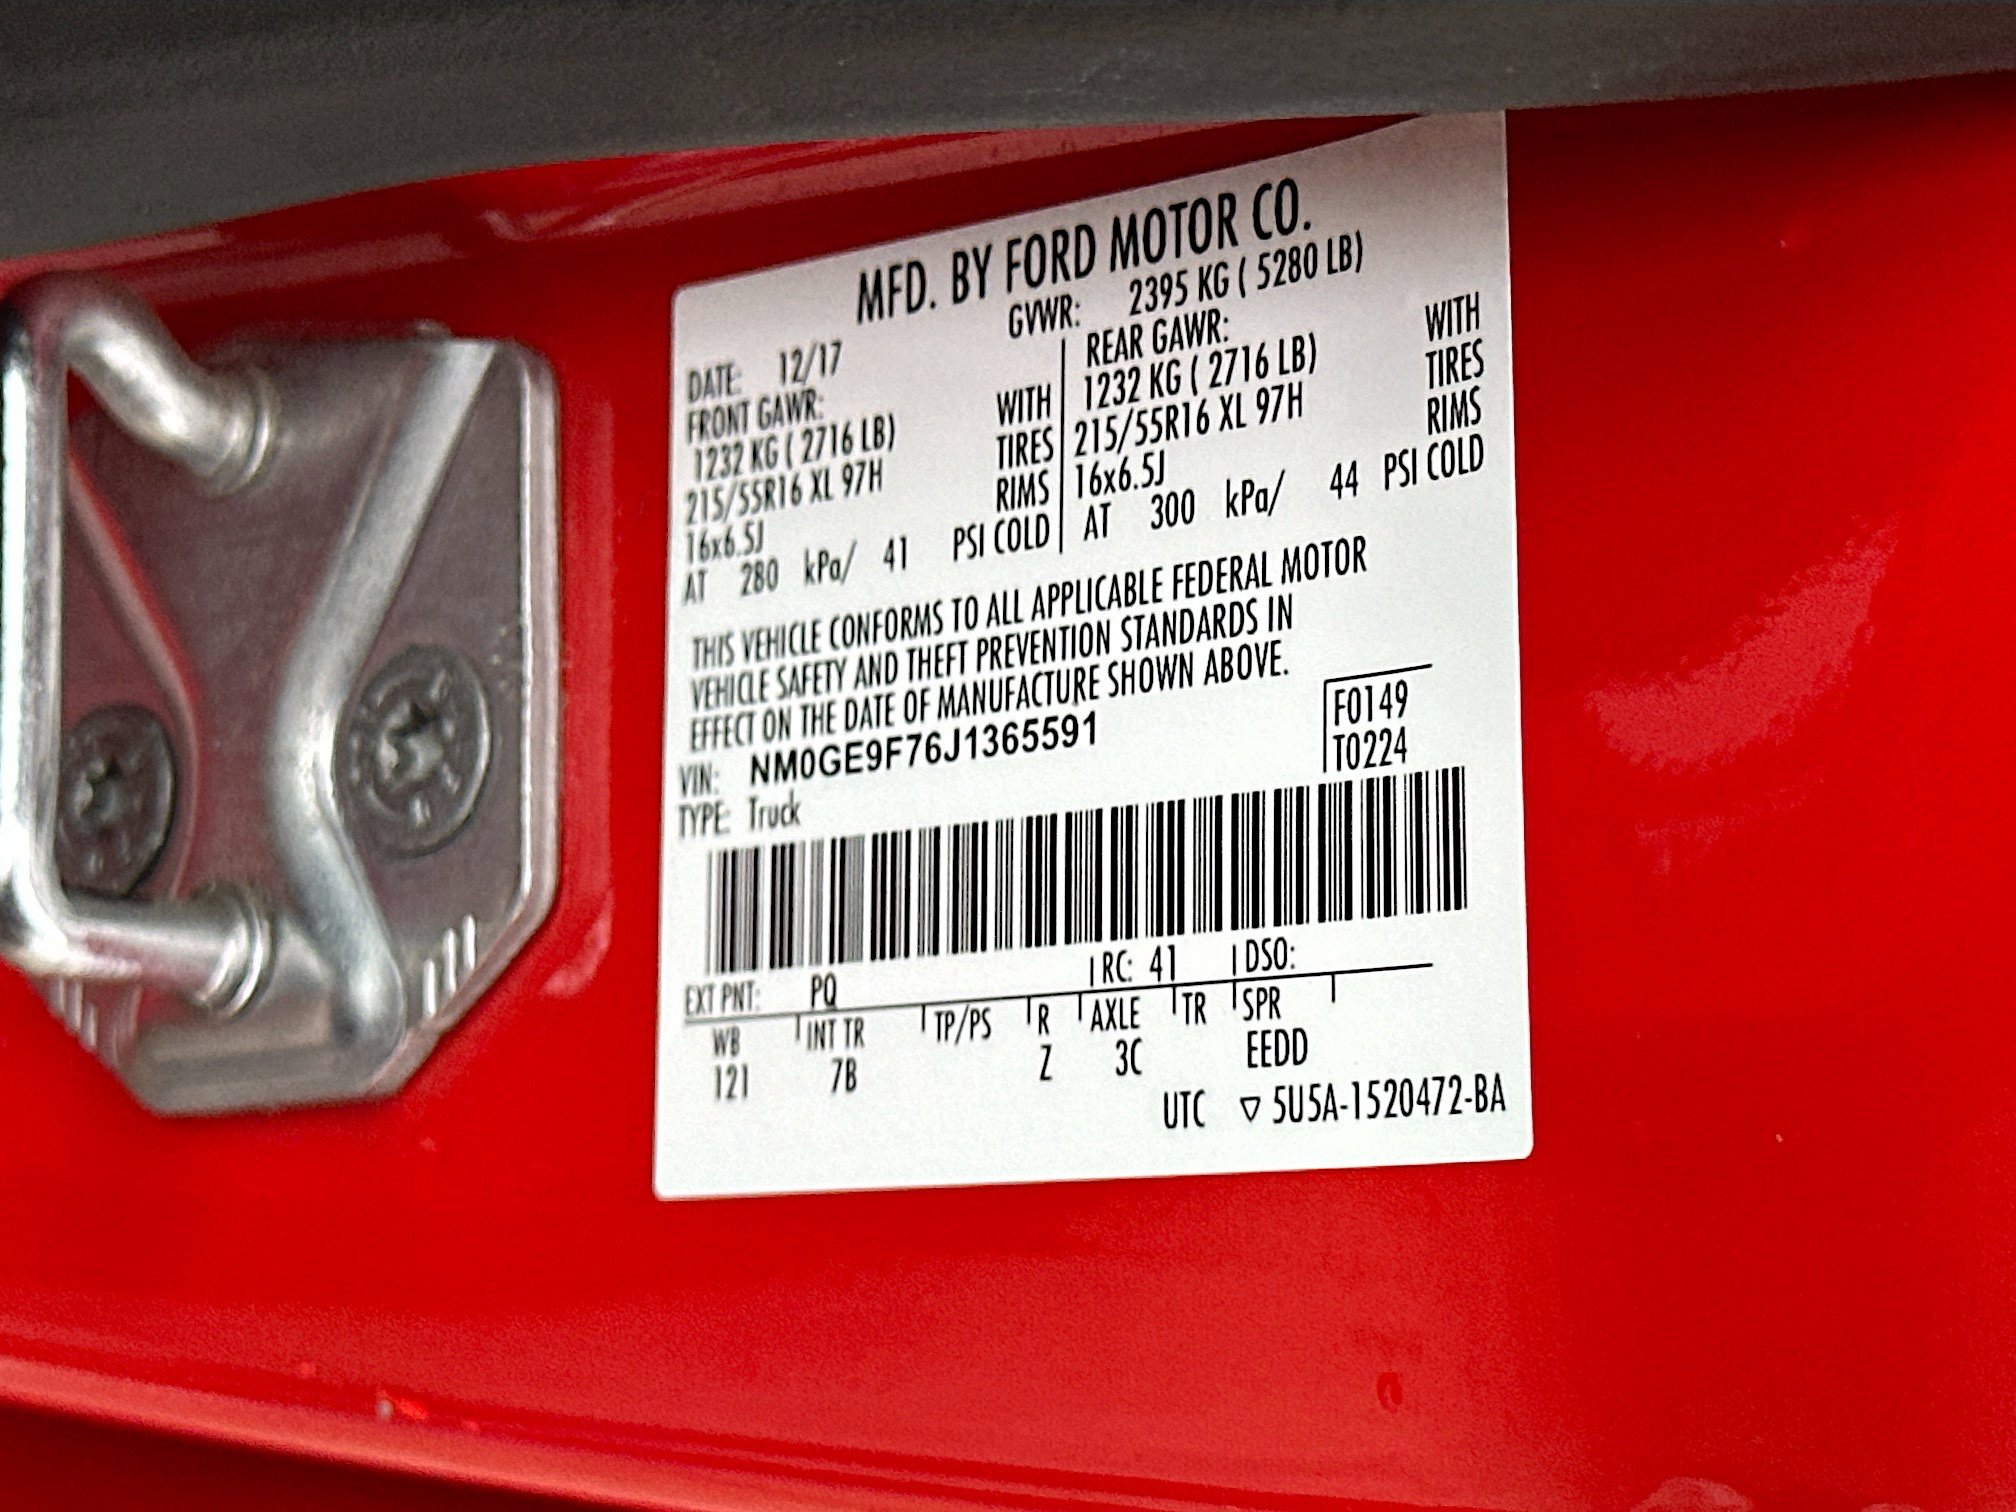 MFD. BY FORD MOTOR CO.
DATE: 12/17 GVWR: 2395 KG ( 5280 LB)
FRONT GAWR: REAR GAWR:
1232 KG ( 2716 LB) WITH 1232 KG ( 2716 LB) WITH
215/55R16 XL 97H TIRES 215/55R16 XL 97H TIRES
16x6.5J RIMS 16x6.5J RIMS
AT 280 kPa/ 41 PSI COLD AT 300 kPa/ 44 PSI COLD
THIS VEHICLE CONFORMS TO ALL APPLICABLE FEDERAL MOTOR
VEHICLE SAFETY AND THEFT PREVENTION STANDARDS IN
EFFECT ON THE DATE OF MANUFACTURE SHOWN ABOVE.
VIN: NM0GE9F76J1365591 F0149
TYPE: Truck T0224
EXT PNT: PQ RC: 41 DSO:
WB INT TR TP/PS R AXLE TR SPR
121 7B Z 3C EEDD
UTC ▽ 5U5A-1520472-BA